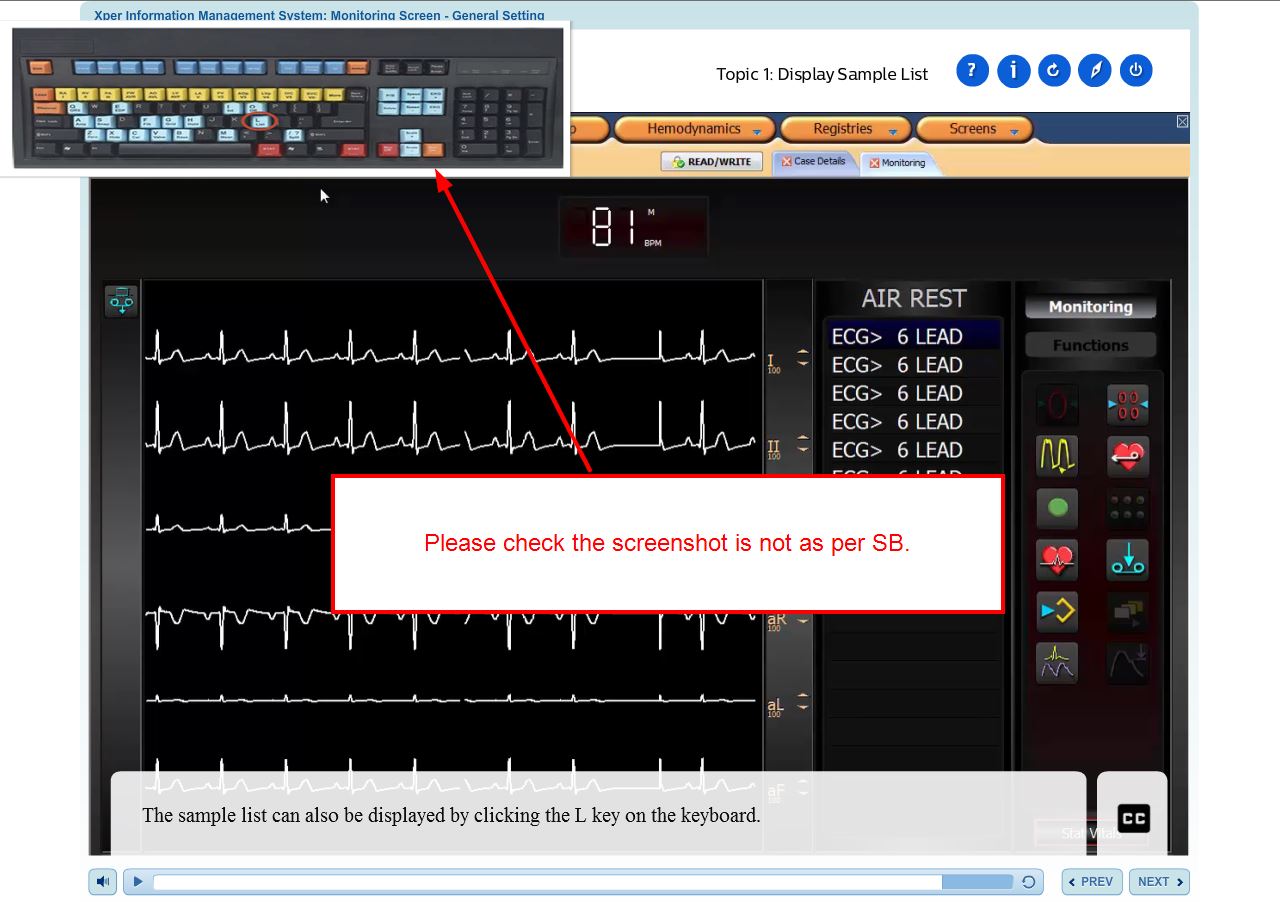 Xper Information Management System: Monitoring Screen - General Setting
Topic 1: Display Sample List
Hemodynamics
Registries
Screens
READ/WRITE
Case Details
Monitoring
81
M
BPM
AIR REST
Monitoring
Functions
ECG> 6 LEAD
ECG> 6 LEAD
ECG> 6 LEAD
ECG> 6 LEAD
ECG> 6 LEAD
I
100
II
100
Please check the screenshot is not as per SB.
aR
100
aL
100
aF
The sample list can also be displayed by clicking the L key on the keyboard.
CC
Stat Vitals
PREV
NEXT